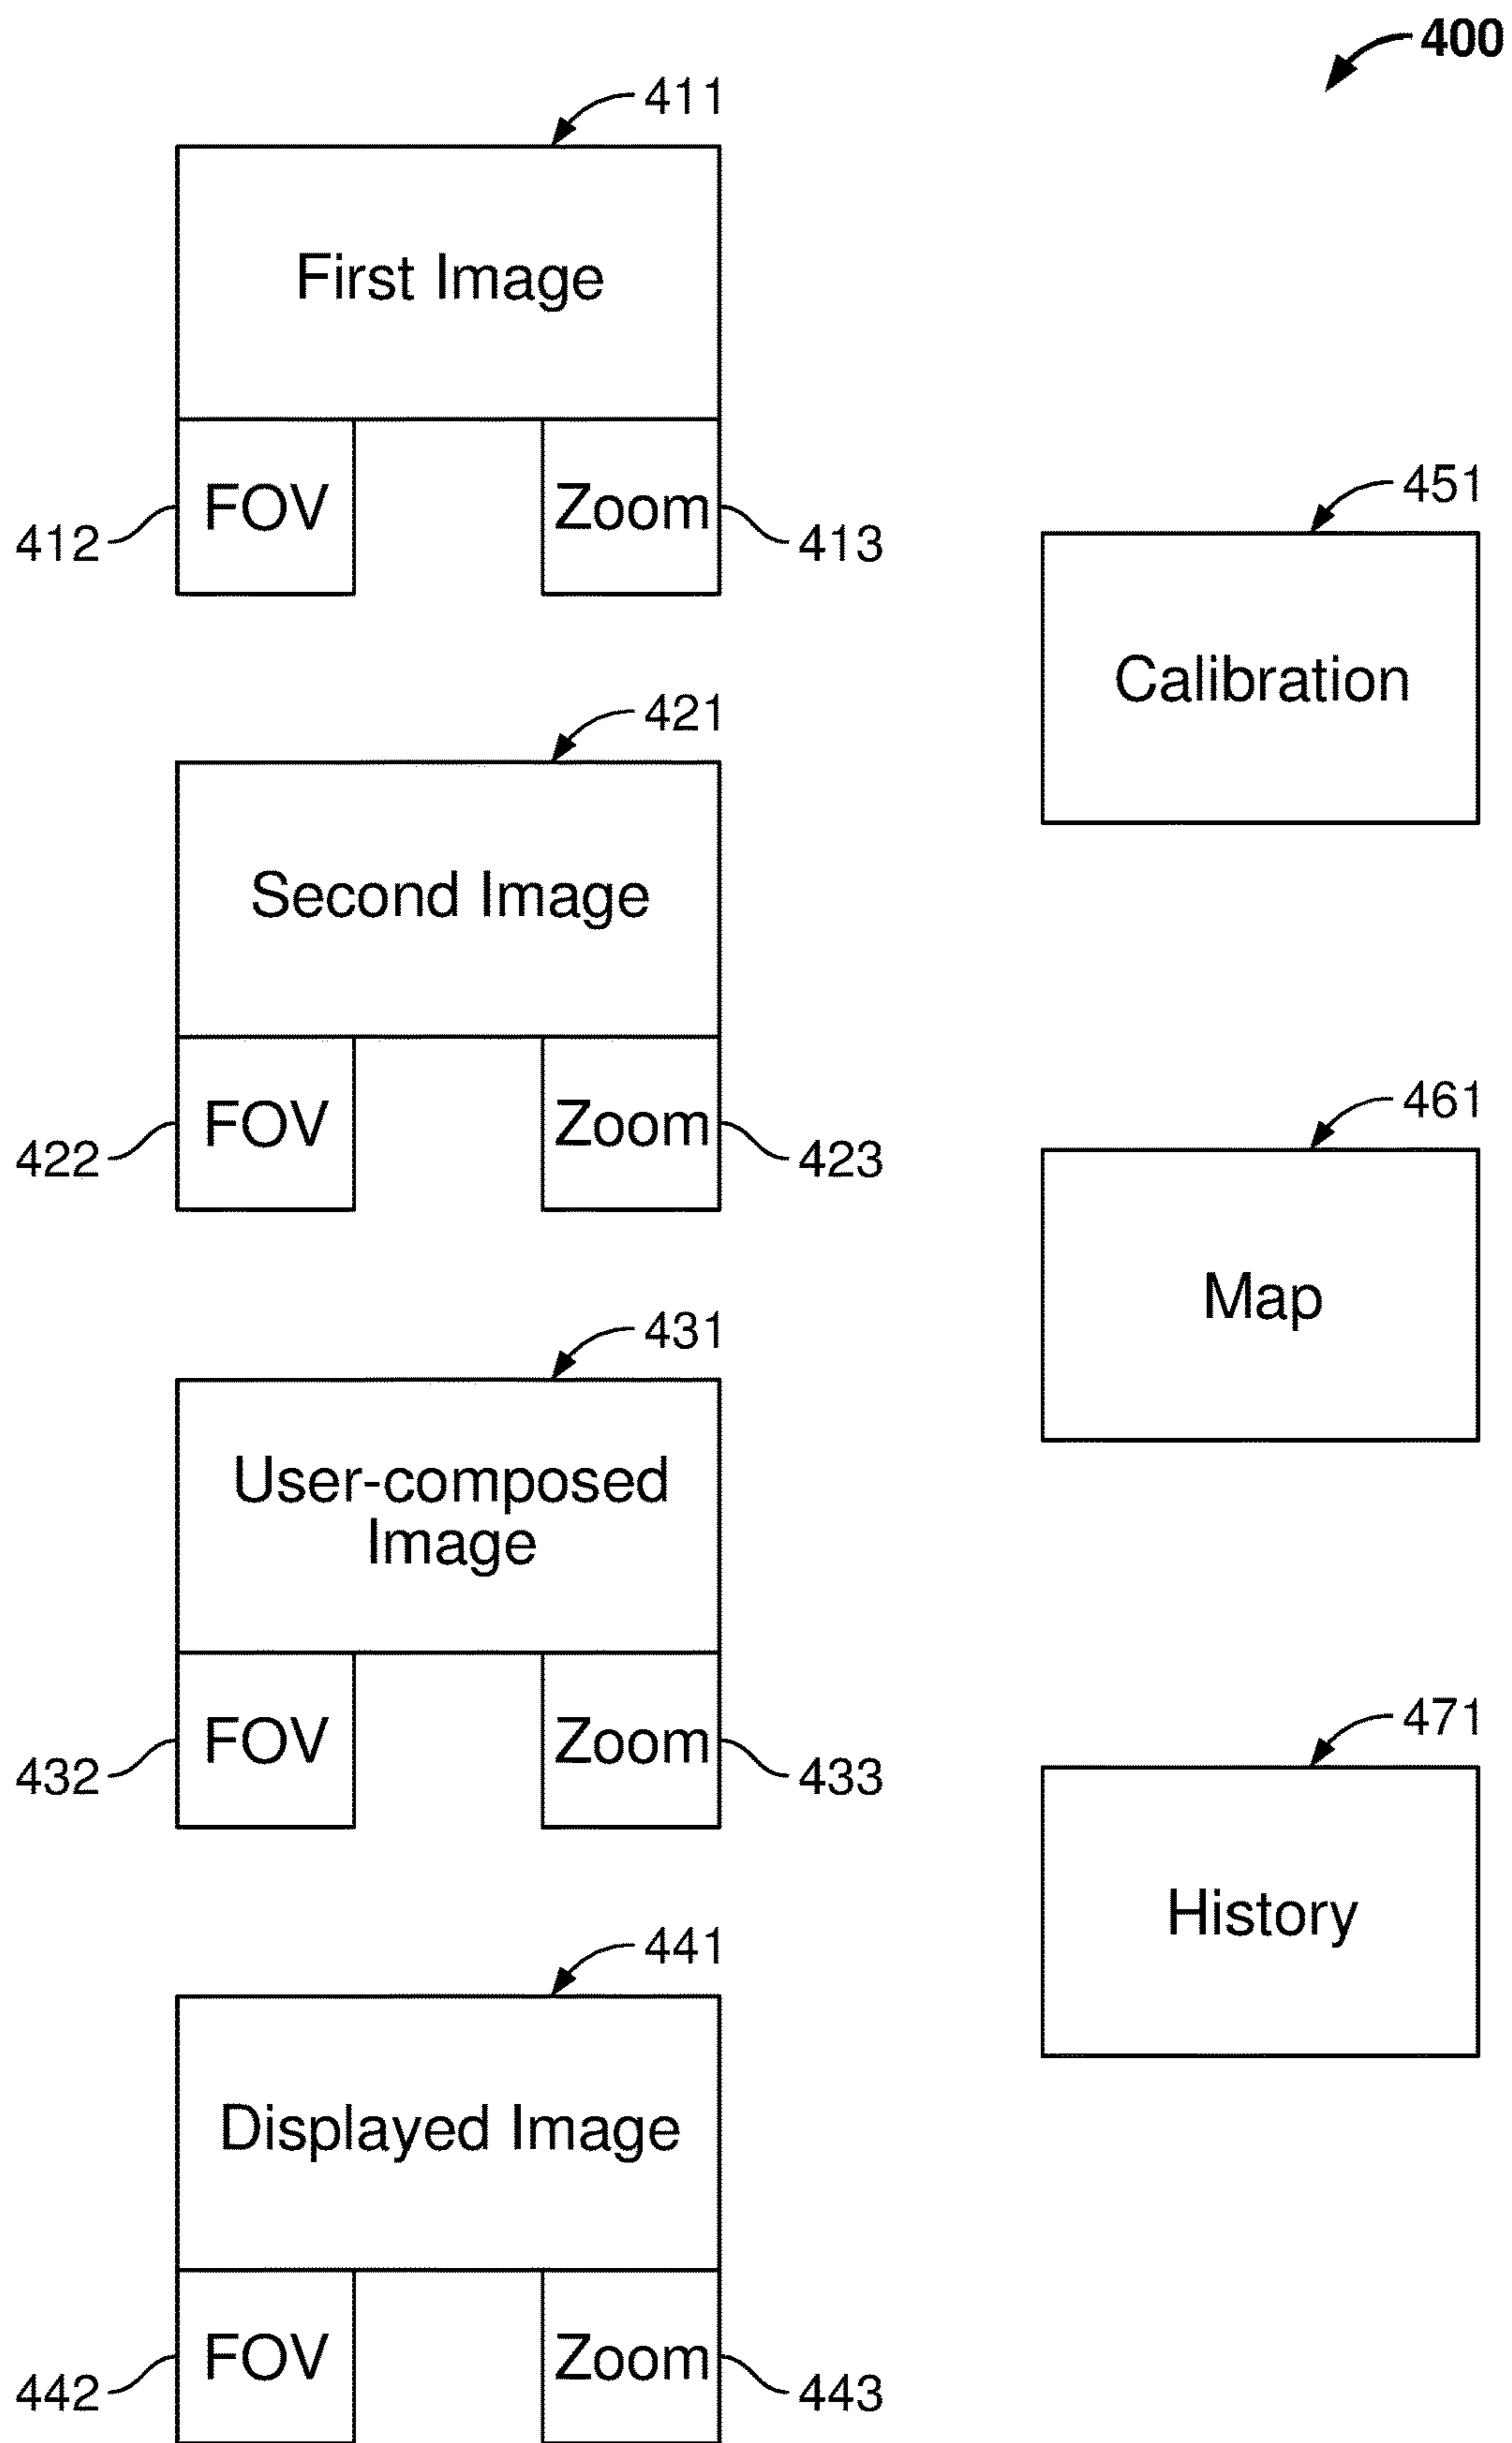 400
411
First Image
FOV
Zoom
412
413
421
Second Image
FOV
Zoom
422
423
431
User-composed
Image
FOV
Zoom
432
433
441
Displayed Image
FOV
Zoom
442
443
451
Calibration
461
Map
471
History